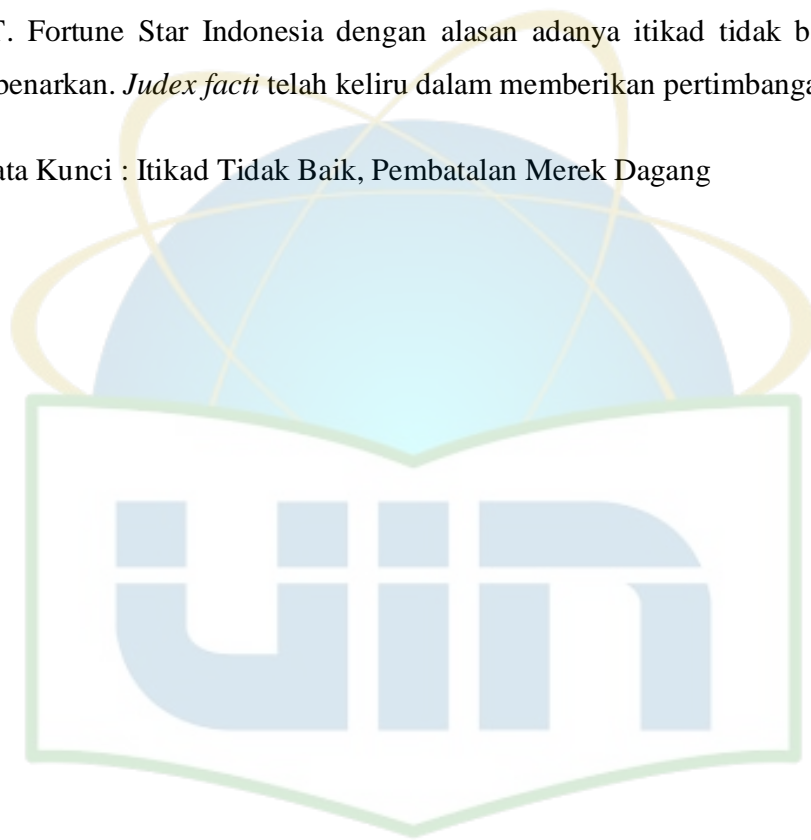 T. Fortune Star Indonesia dengan alasan adanya itikad tidak b
benarkan. Judex facti telah keliru dalam memberikan pertimbanga
ata Kunci : Itikad Tidak Baik, Pembatalan Merek Dagang
uin